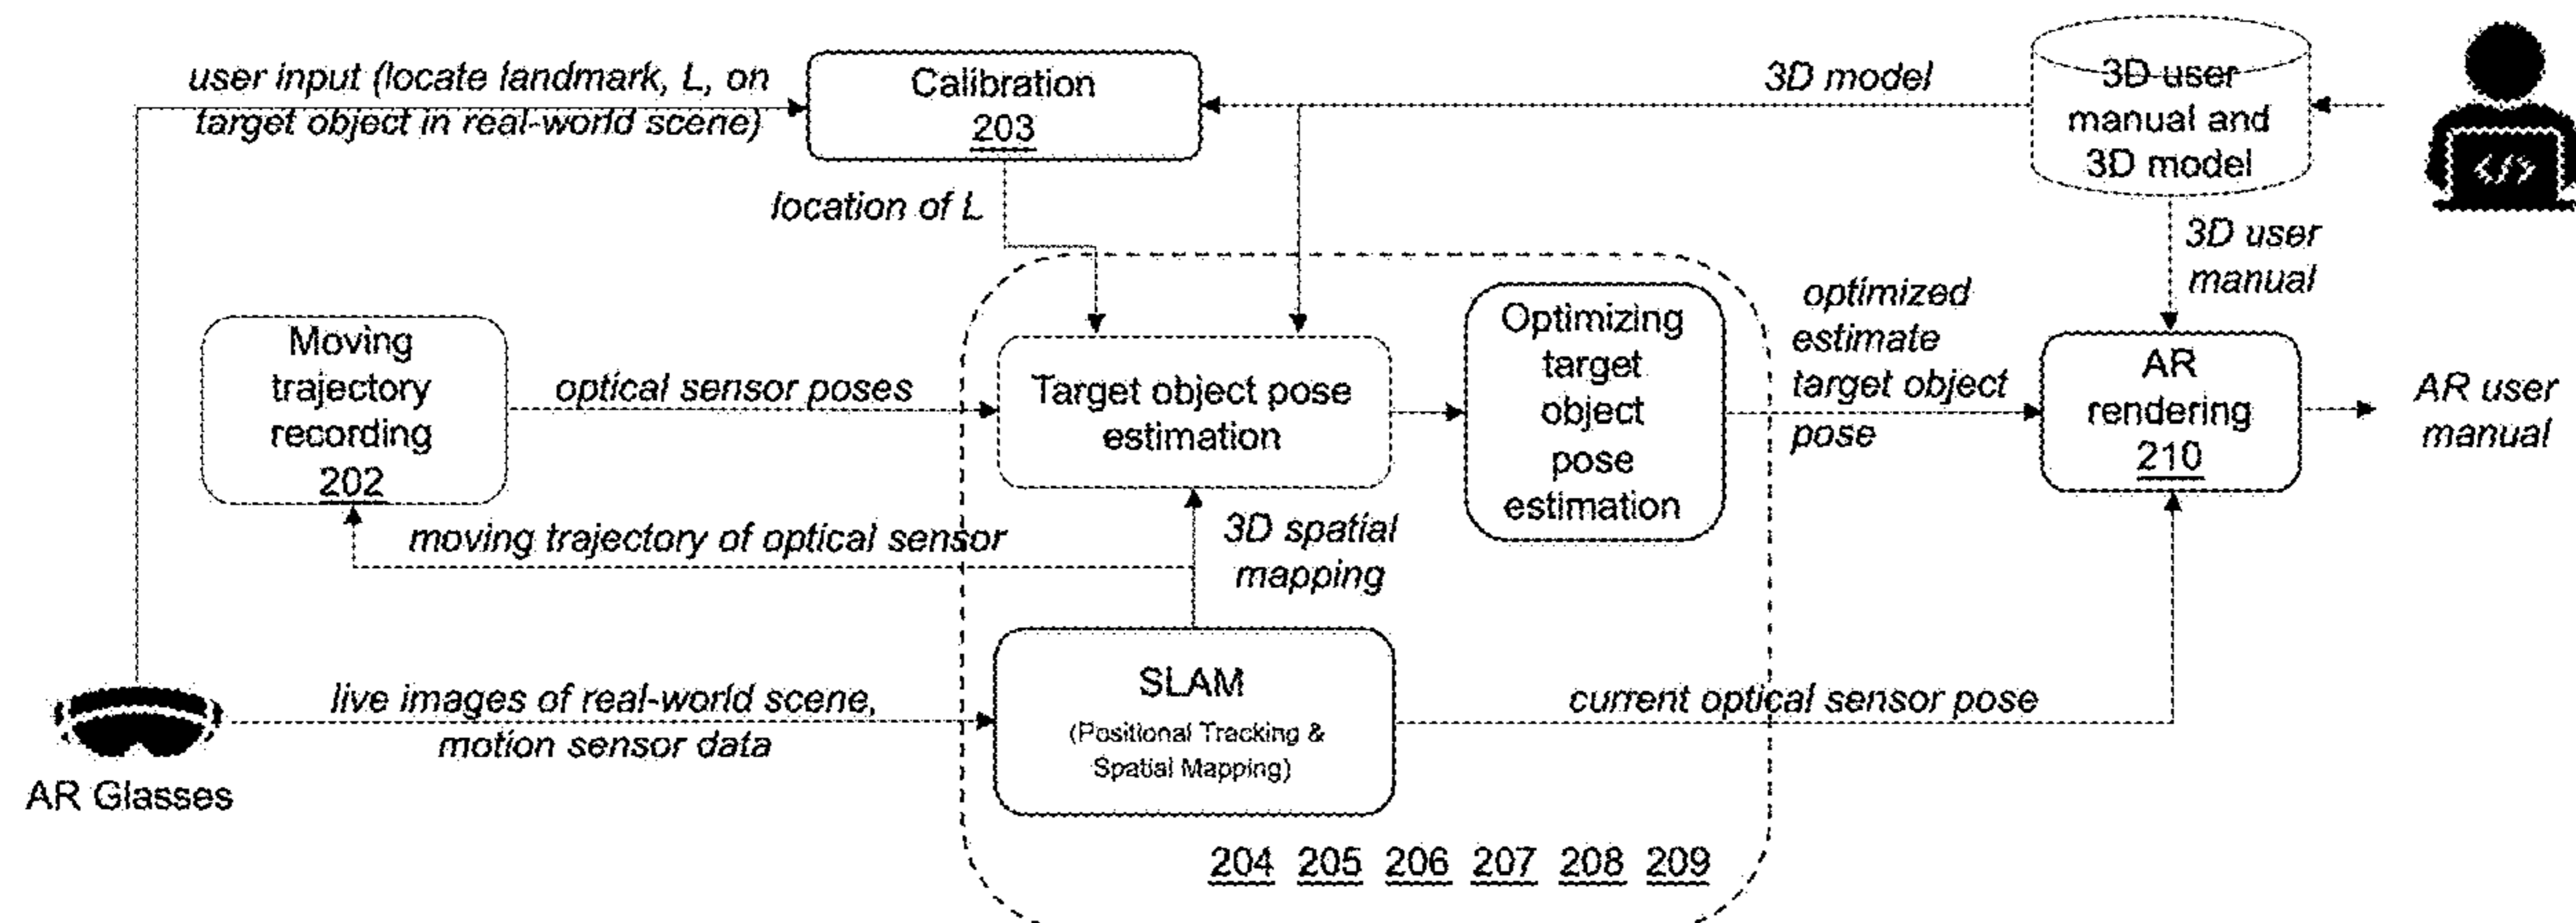 user input (locate landmark, L, on
target object in real-world scene)
Calibration
203
3D model
3D user
manual and
3D model
</>
location of L
3D user
manual
Moving
trajectory
recording
202
optical sensor poses
Target object pose
estimation
Optimizing
target
object
pose
estimation
optimized
estimate
target object
pose
AR
rendering
210
AR user
manual
moving trajectory of optical sensor
3D spatial
mapping
SLAM
(Positional Tracking &
Spatial Mapping)
live images of real-world scene,
motion sensor data
current optical sensor pose
AR Glasses
204 205 206 207 208 209